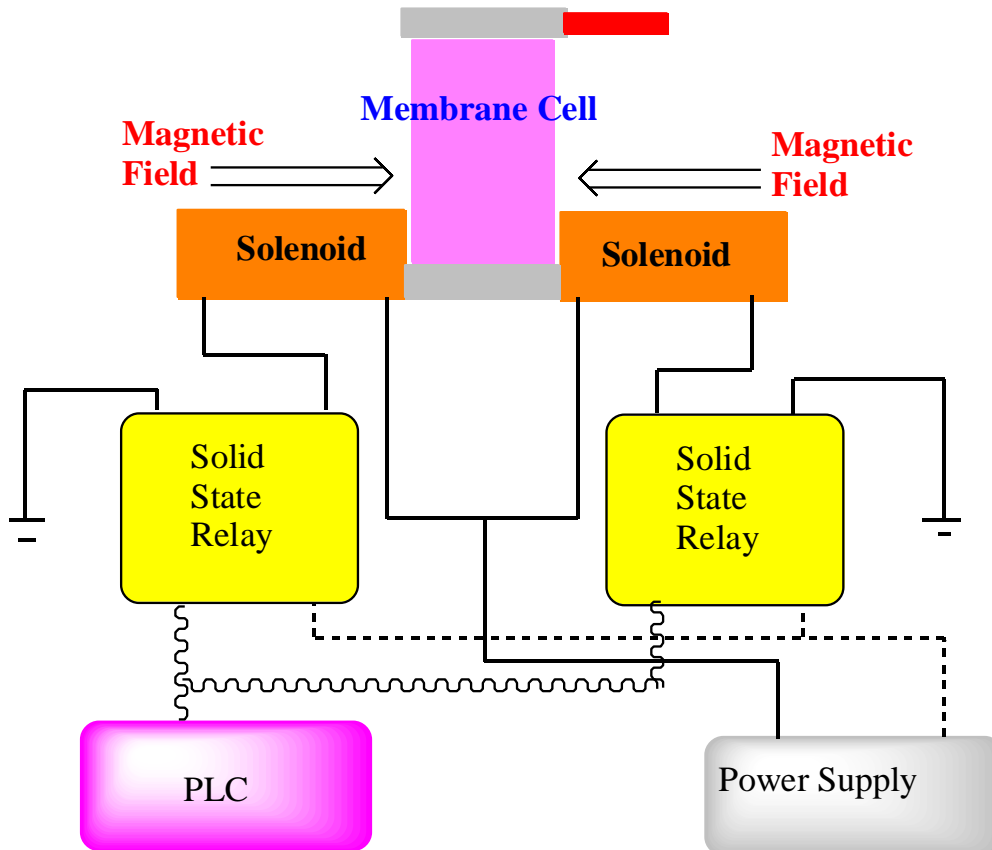 Membrane Cell
Magnetic
Field
Magnetic
Field
Solenoid
Solenoid
Solid
State
Relay
Solid
State
Relay
PLC
Power Supply